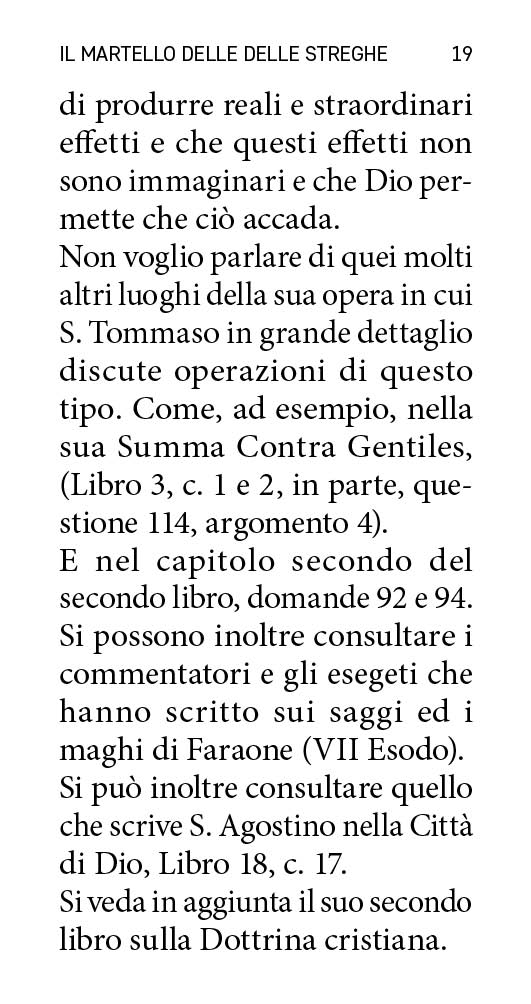 IL MARTELLO DELLE DELLE STREGHE 19
di produrre reali e straordinari
effetti e che questi effetti non
sono immaginari e che Dio per-
mette che ciò accada.
Non voglio parlare di quei molti
altri luoghi della sua opera in cui
S. Tommaso in grande dettaglio
discute operazioni di questo
tipo. Come, ad esempio, nella
sua Summa Contra Gentiles,
(Libro 3, c. 1 e 2, in parte, que-
stione 114, argomento 4).
E nel capitolo secondo del
secondo libro, domande 92 e 94.
Si possono inoltre consultare i
commentatori e gli esegeti che
hanno scritto sui saggi ed i
maghi di Faraone (VII Esodo).
Si può inoltre consultare quello
che scrive S. Agostino nella Città
di Dio, Libro 18, c. 17.
Si veda in aggiunta il suo secondo
libro sulla Dottrina cristiana.